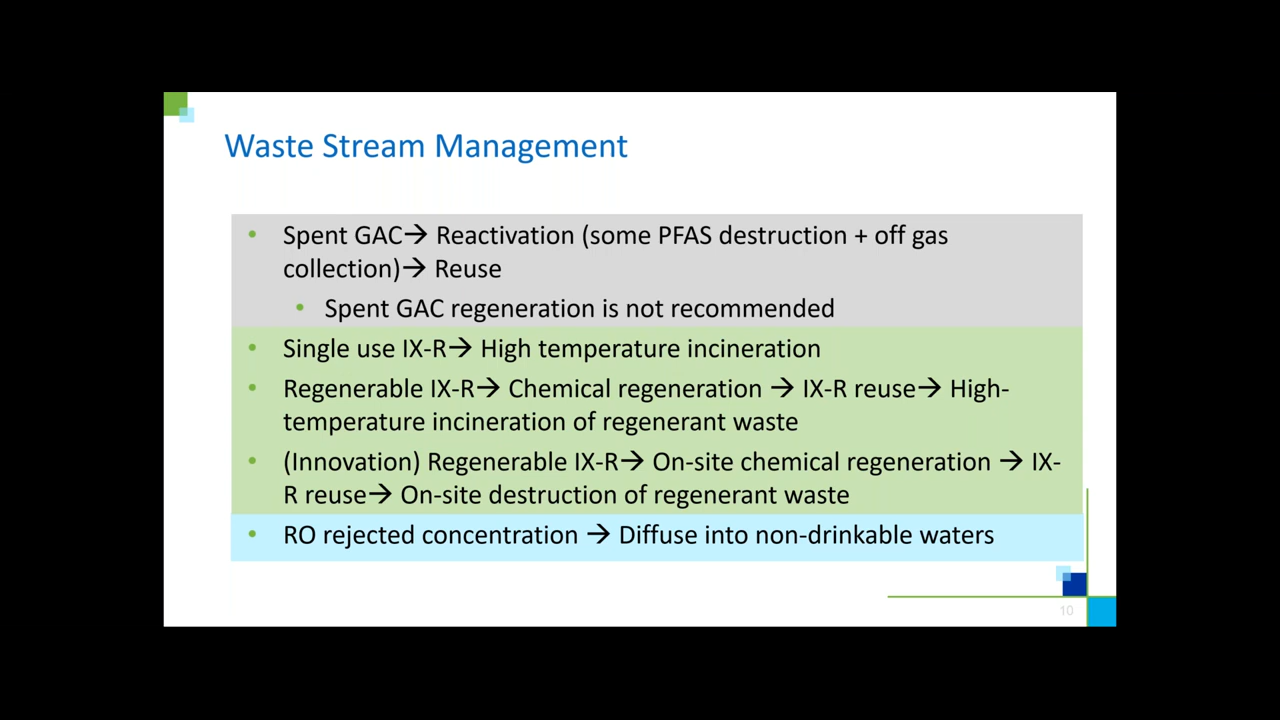 Waste Stream Management
• Spent GAC→ Reactivation (some PFAS destruction + off gas
collection)→ Reuse
• Spent GAC regeneration is not recommended
• Single use IX-R→ High temperature incineration
• Regenerable IX-R→ Chemical regeneration → IX-R reuse→ High-
temperature incineration of regenerant waste
• (Innovation) Regenerable IX-R→ On-site chemical regeneration → IX-
R reuse→ On-site destruction of regenerant waste
• RO rejected concentration → Diffuse into non-drinkable waters
10